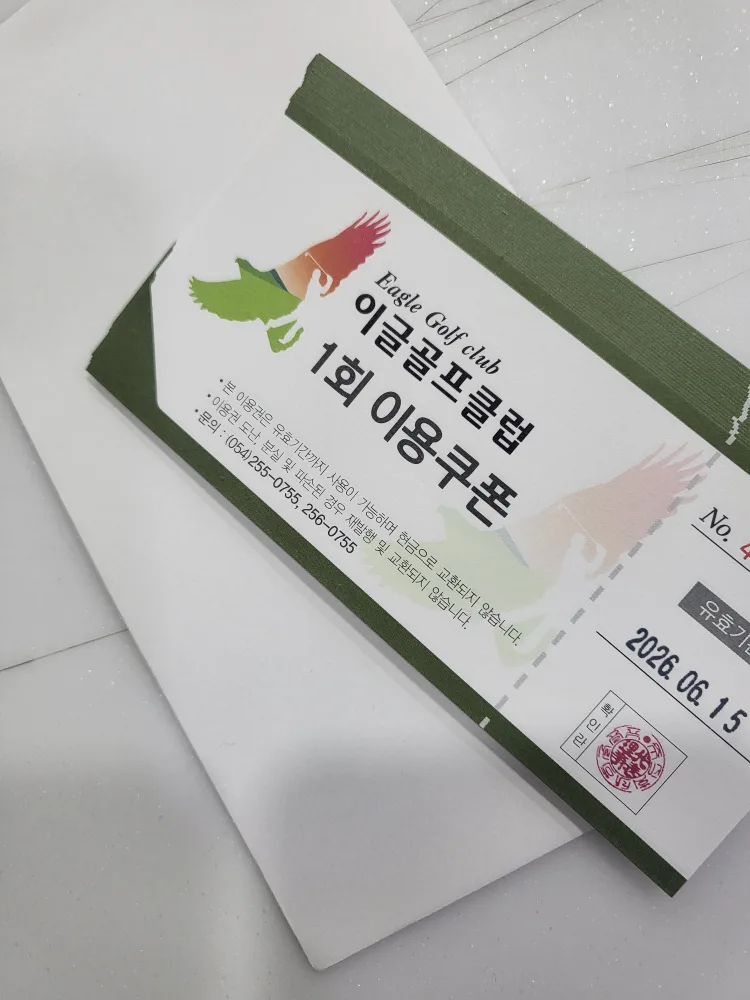 Eagle Golf club
이글골프클럽
1회 이용쿠폰
• 본 이용권은 유효기간까지 사용이 가능하며 현금으로 교환되지 않습니다.
• 이용권 도난, 분실 및 파손된 경우 재발행 및 교환되지 않습니다.
• 문의 : (054)255-0755, 256-0755
No. 4
유효기
2026. 06. 15
확인란